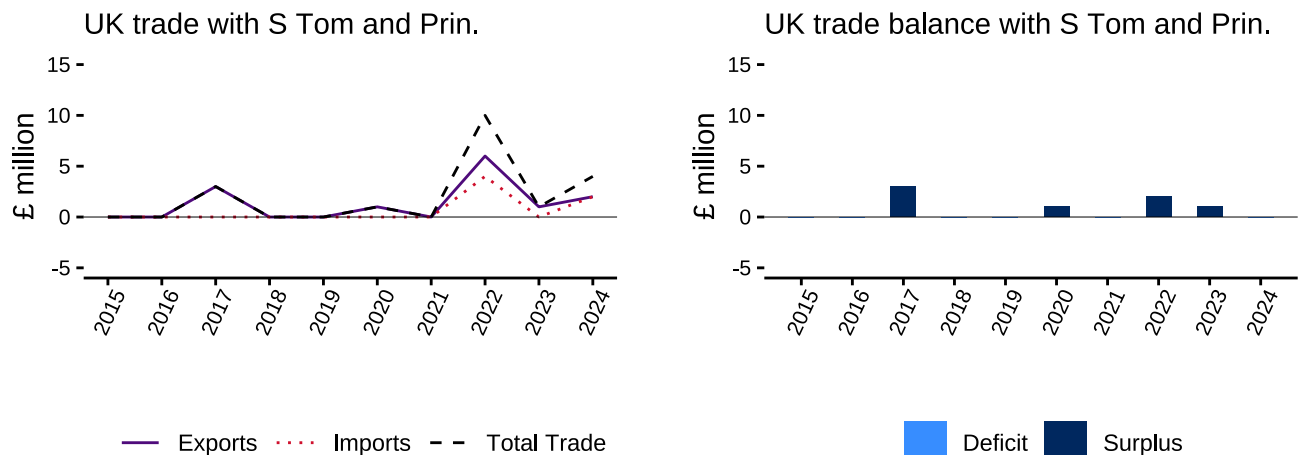 UK trade with S Tom and Prin.
15
10
5
0
-5
£ million
2015 2016 2017 2018 2019 2020 2021 2022 2023 2024
Exports Imports Total Trade
UK trade balance with S Tom and Prin.
15
10
5
0
-5
£ million
2015 2016 2017 2018 2019 2020 2021 2022 2023 2024
Deficit Surplus